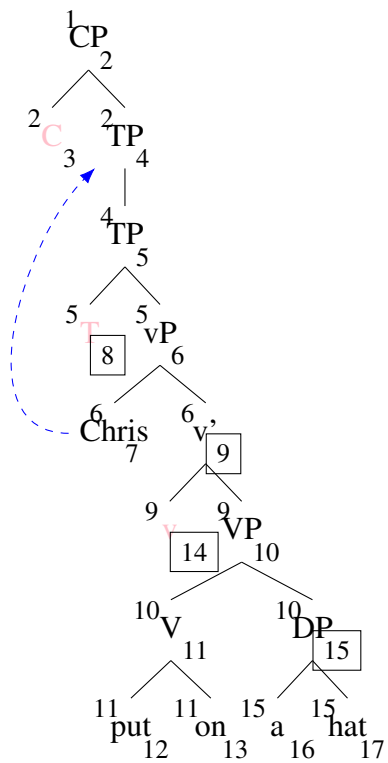 1 CP 2
2 C 3 2 TP 4
4 TP 5
5 T 8 5 vP 6
6 Chris 7 6 v' 9
9 v 14 9 VP 10
10 V 11 10 DP 15
11 put 12 11 on 13 15 a 16 15 hat 17